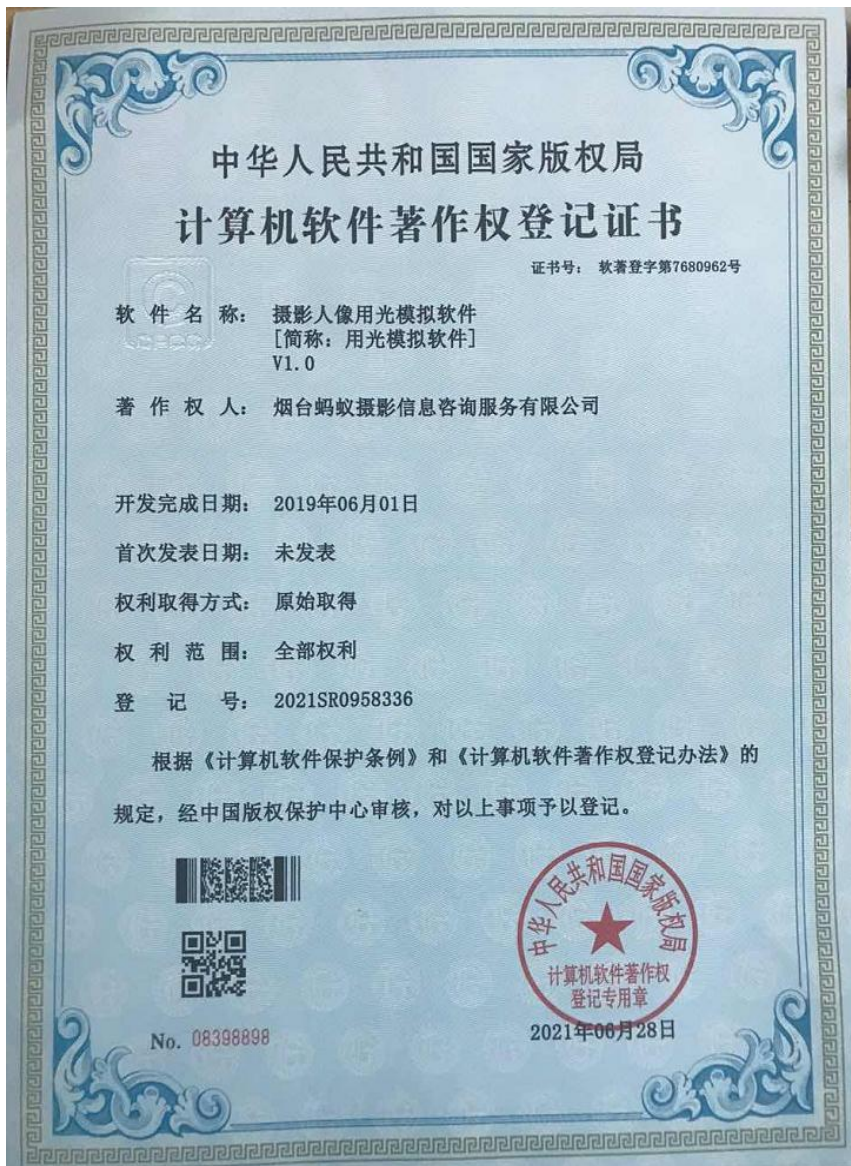 中华人民共和国国家版权局
计算机软件著作权登记证书
证书号: 软著登字第7680962号
软件名称: 摄影人像用光模拟软件
[简称: 用光模拟软件]
V1.0
著作权人: 烟台蚂蚁摄影信息咨询服务有限公司
开发完成日期: 2019年06月01日
首次发表日期: 未发表
权利取得方式: 原始取得
权利范围: 全部权利
登记号: 2021SR0958336
根据《计算机软件保护条例》和《计算机软件著作权登记办法》的
规定，经中国版权保护中心审核，对以上事项予以登记。
中华人民共和国国家版权局
计算机软件著作权
登记专用章
No. 08398898
2021年06月28日